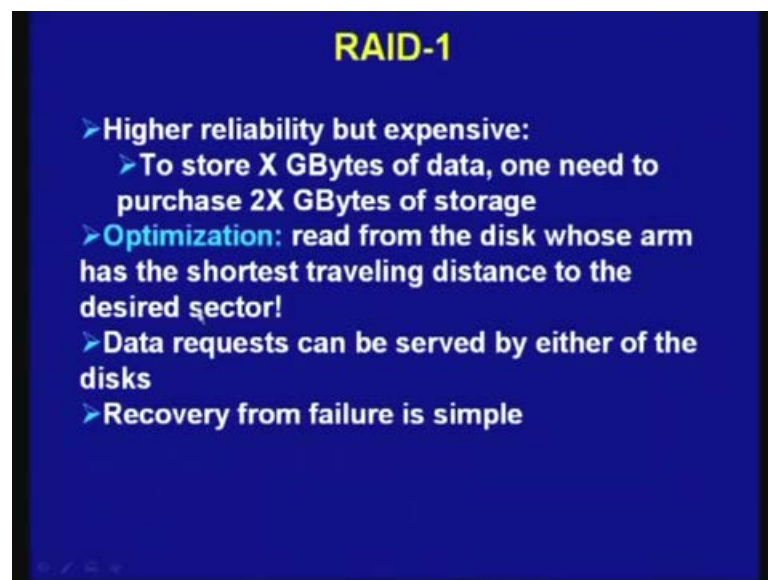 RAID-1
➢Higher reliability but expensive:
➢To store X GBytes of data, one need to
purchase 2X GBytes of storage
➢Optimization: read from the disk whose arm
has the shortest traveling distance to the
desired sector!
➢Data requests can be served by either of the
disks
➢Recovery from failure is simple